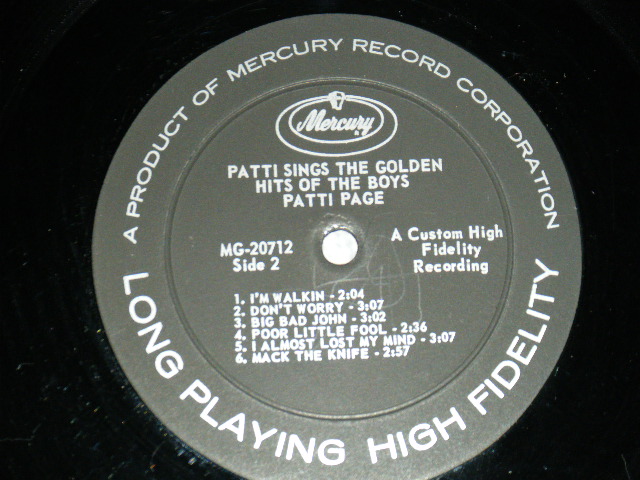 A PRODUCT OF MERCURY RECORD CORPORATION
Mercury
PATTI SINGS THE GOLDEN
HITS OF THE BOYS
PATTI PAGE
MG-20712
Side 2
A Custom High
Fidelity
Recording
1. I'M WALKIN - 2:04
2. DON'T WORRY - 3:07
3. BIG BAD JOHN - 3:02
4. POOR LITTLE FOOL - 2:36
5. I ALMOST LOST MY MIND - 3:07
6. MACK THE KNIFE - 2:57
LONG PLAYING HIGH FIDELITY